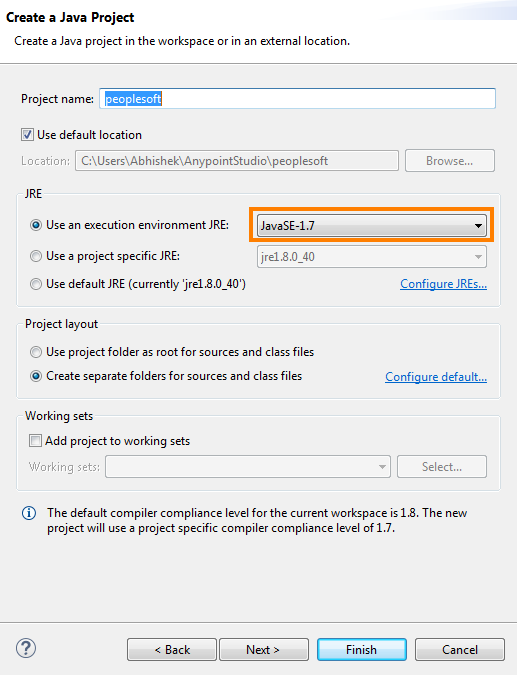 Create a Java Project
Create a Java project in the workspace or in an external location.
Project name: peoplesoft
Use default location
Location: C:\Users\Abhishek\AnypointStudio\peoplesoft Browse...
JRE
Use an execution environment JRE: JavaSE-1.7
Use a project specific JRE: jre1.8.0_40
Use default JRE (currently 'jre1.8.0_40') Configure JREs...
Project layout
Use project folder as root for sources and class files
Create separate folders for sources and class files Configure default...
Working sets
Add project to working sets
Working sets: Select...
The default compiler compliance level for the current workspace is 1.8. The new
project will use a project specific compiler compliance level of 1.7.
? < Back Next > Finish Cancel